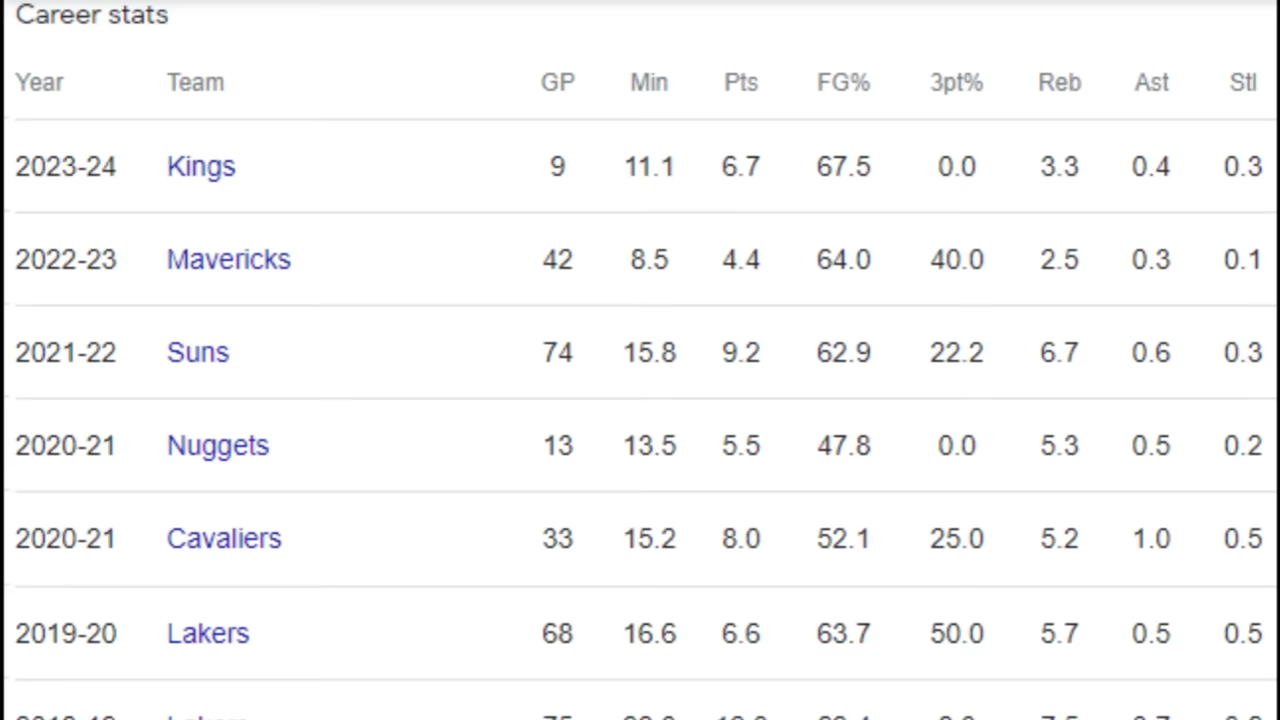 Career stats
Year Team GP Min Pts FG% 3pt% Reb Ast Stl
2023-24 Kings 9 11.1 6.7 67.5 0.0 3.3 0.4 0.3
2022-23 Mavericks 42 8.5 4.4 64.0 40.0 2.5 0.3 0.1
2021-22 Suns 74 15.8 9.2 62.9 22.2 6.7 0.6 0.3
2020-21 Nuggets 13 13.5 5.5 47.8 0.0 5.3 0.5 0.2
2020-21 Cavaliers 33 15.2 8.0 52.1 25.0 5.2 1.0 0.5
2019-20 Lakers 68 16.6 6.6 63.7 50.0 5.7 0.5 0.5